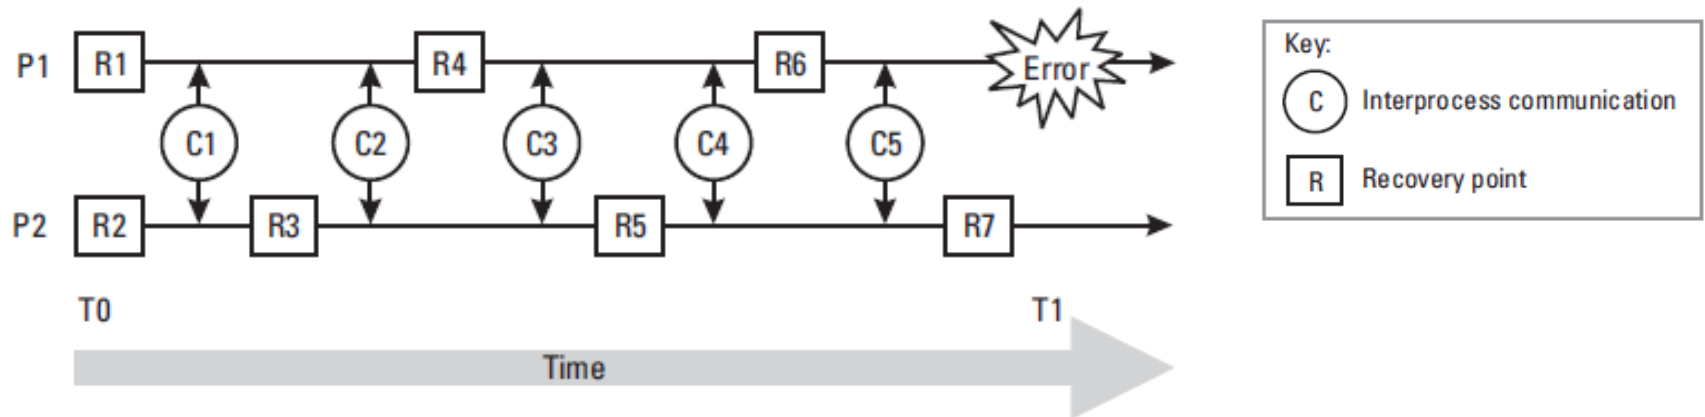 P1 R1 R4 R6 Error
C1 C2 C3 C4 C5
P2 R2 R3 R5 R7
T0 T1
Time
Key:
C Interprocess communication
R Recovery point